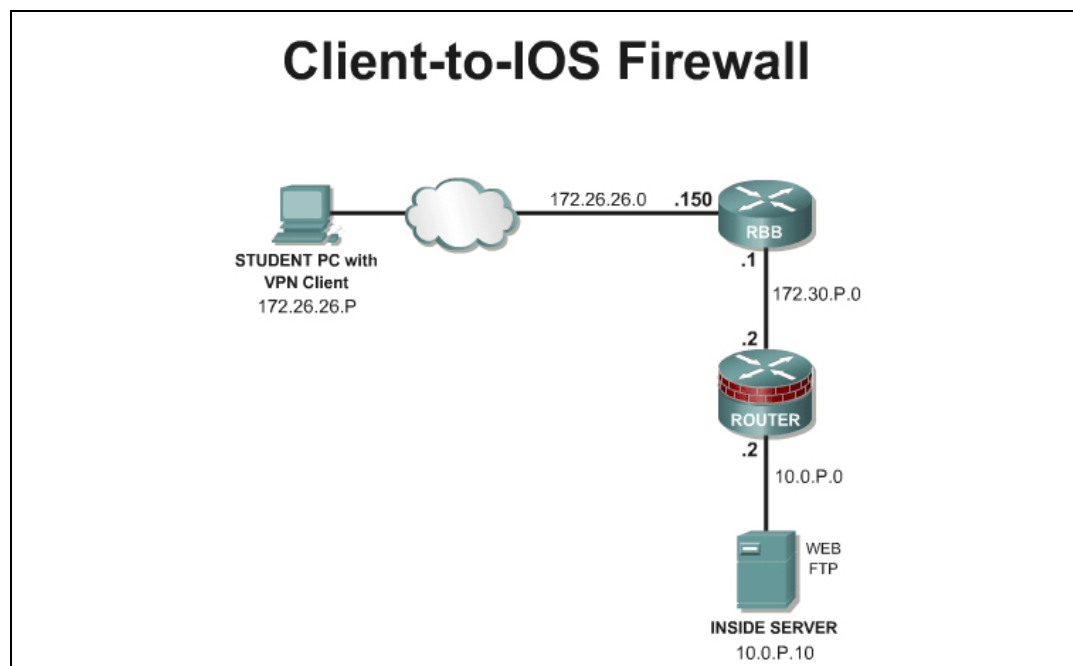 Client-to-IOS Firewall
172.26.26.0
.150
RBB
STUDENT PC with
VPN Client
172.26.26.P
.1
172.30.P.0
.2
ROUTER
.2
10.0.P.0
WEB
FTP
INSIDE SERVER
10.0.P.10